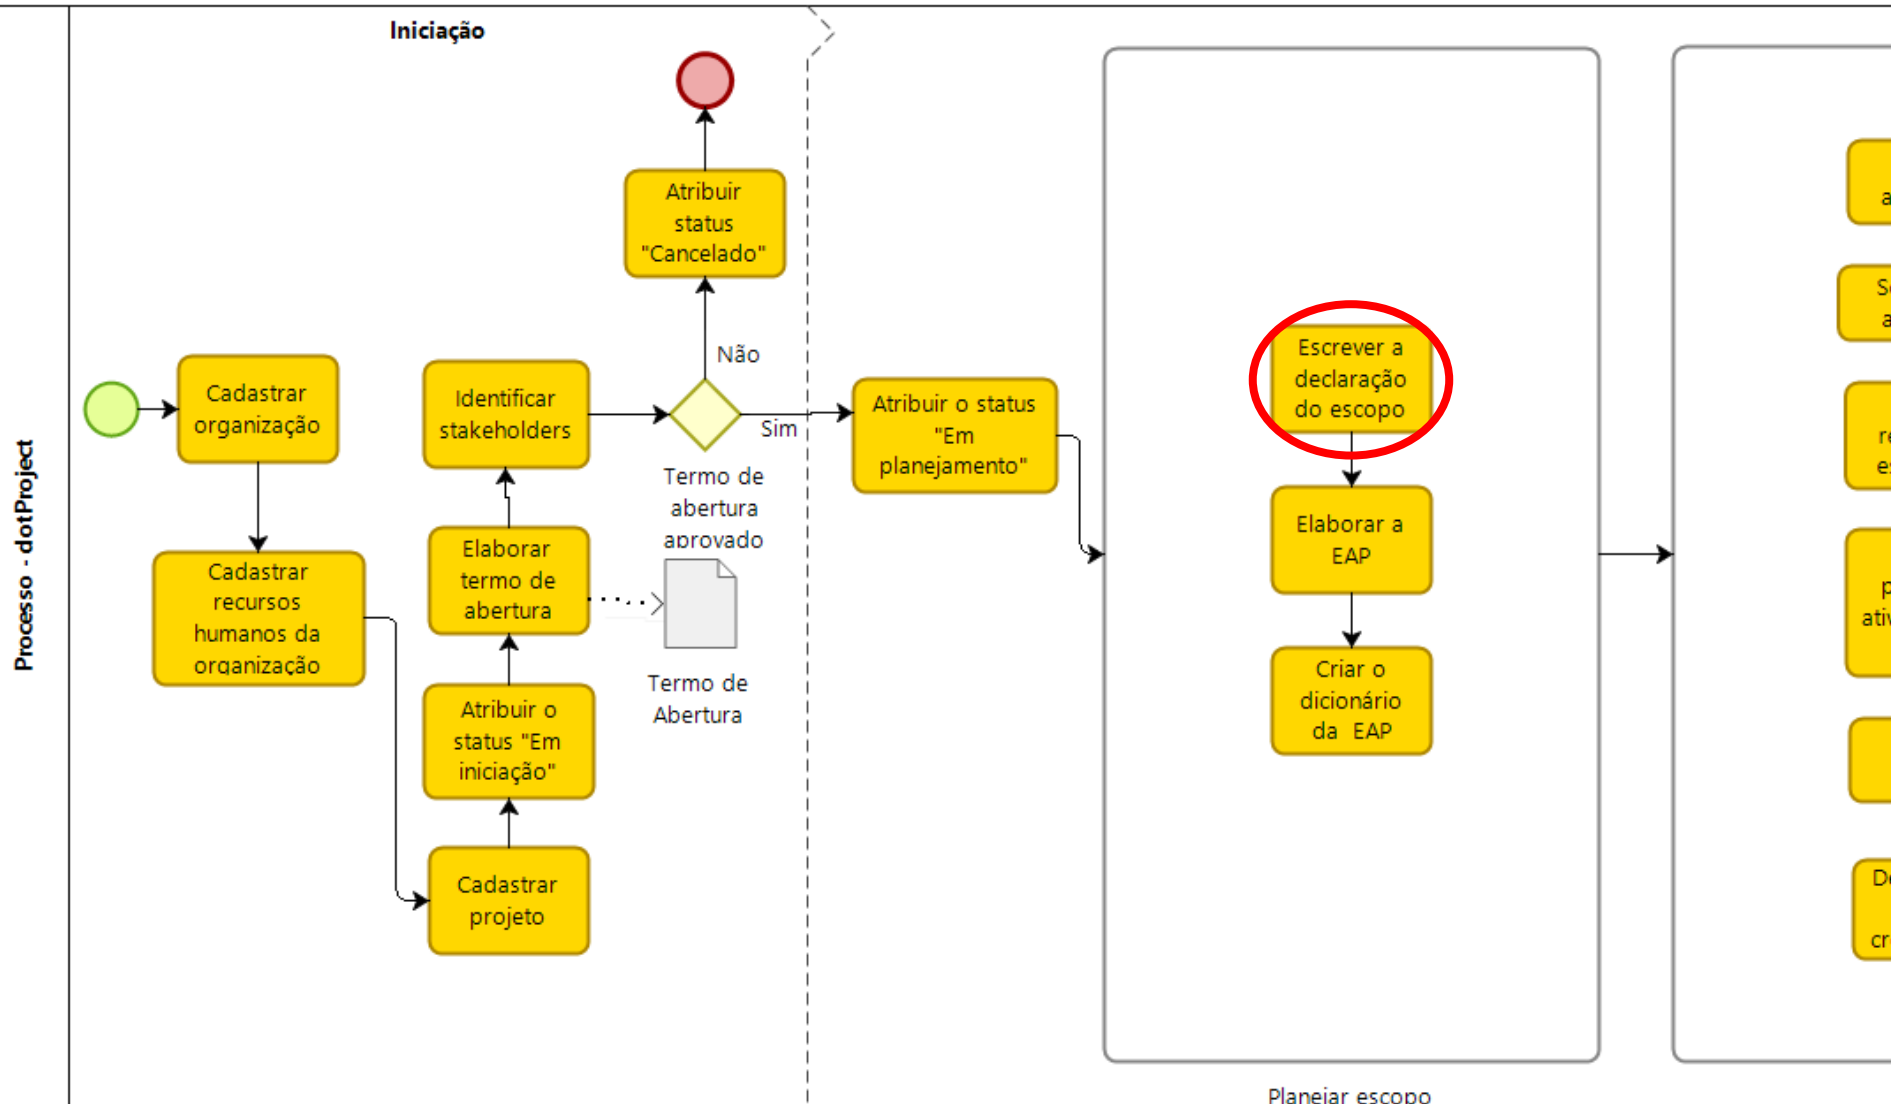 Processo - dotProject
Iniciação
Atribuir
status
"Cancelado"
Não
Sim
Cadastrar
organização
Identificar
stakeholders
Termo de
abertura
aprovado
Atribuir o status
"Em
planejamento"
Escrever a
declaração
do escopo
Elaborar a
EAP
Criar o
dicionário
da EAP
Cadastrar
recursos
humanos da
organização
Elaborar
termo de
abertura
Termo de
Abertura
Atribuir o
status "Em
iniciação"
Cadastrar
projeto
Planejar escopo